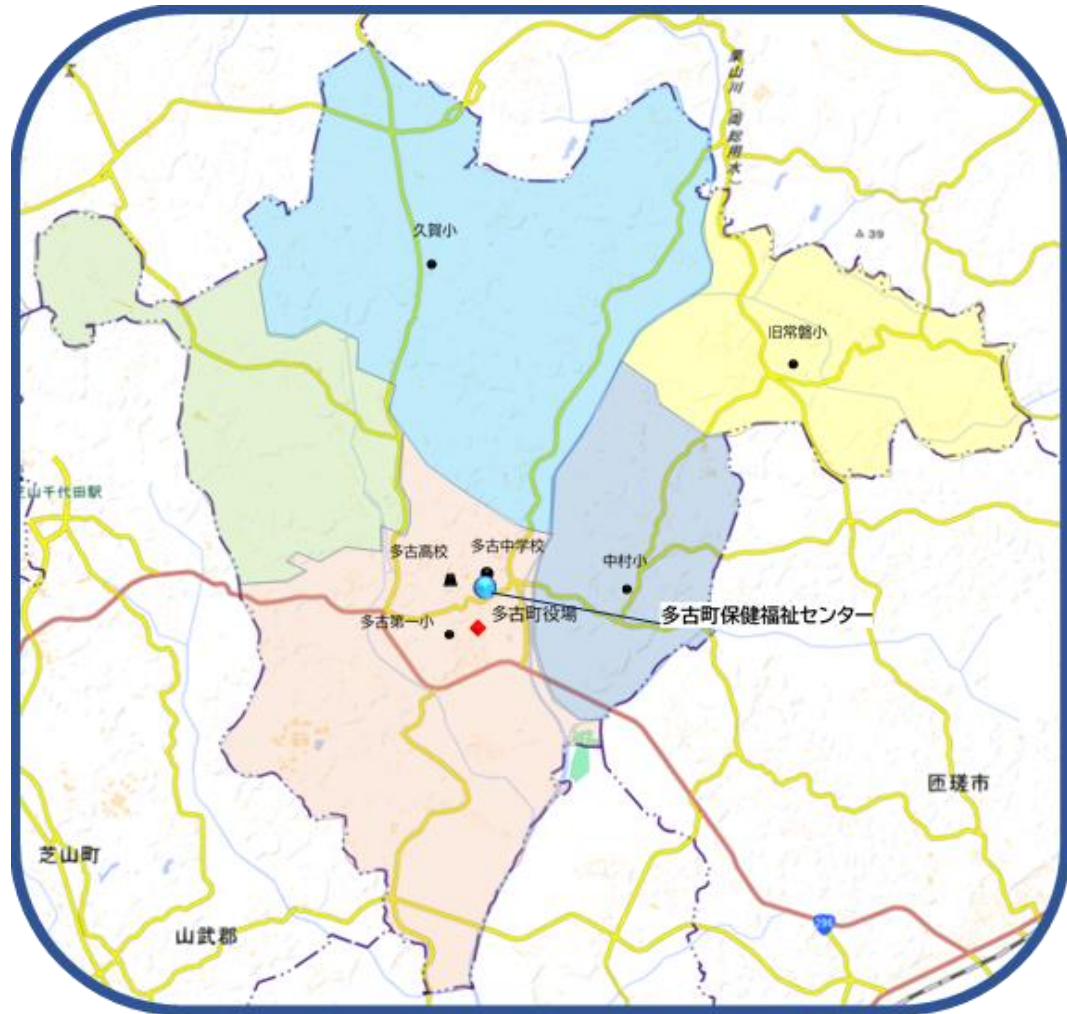 栗山川（両総用水）
久賀小
39
旧常磐小
芝山千代田駅
多古高校
多古中学校
中村小
多古町保健福祉センター
多古町役場
多古第一小
匝瑳市
芝山町
山武郡
296